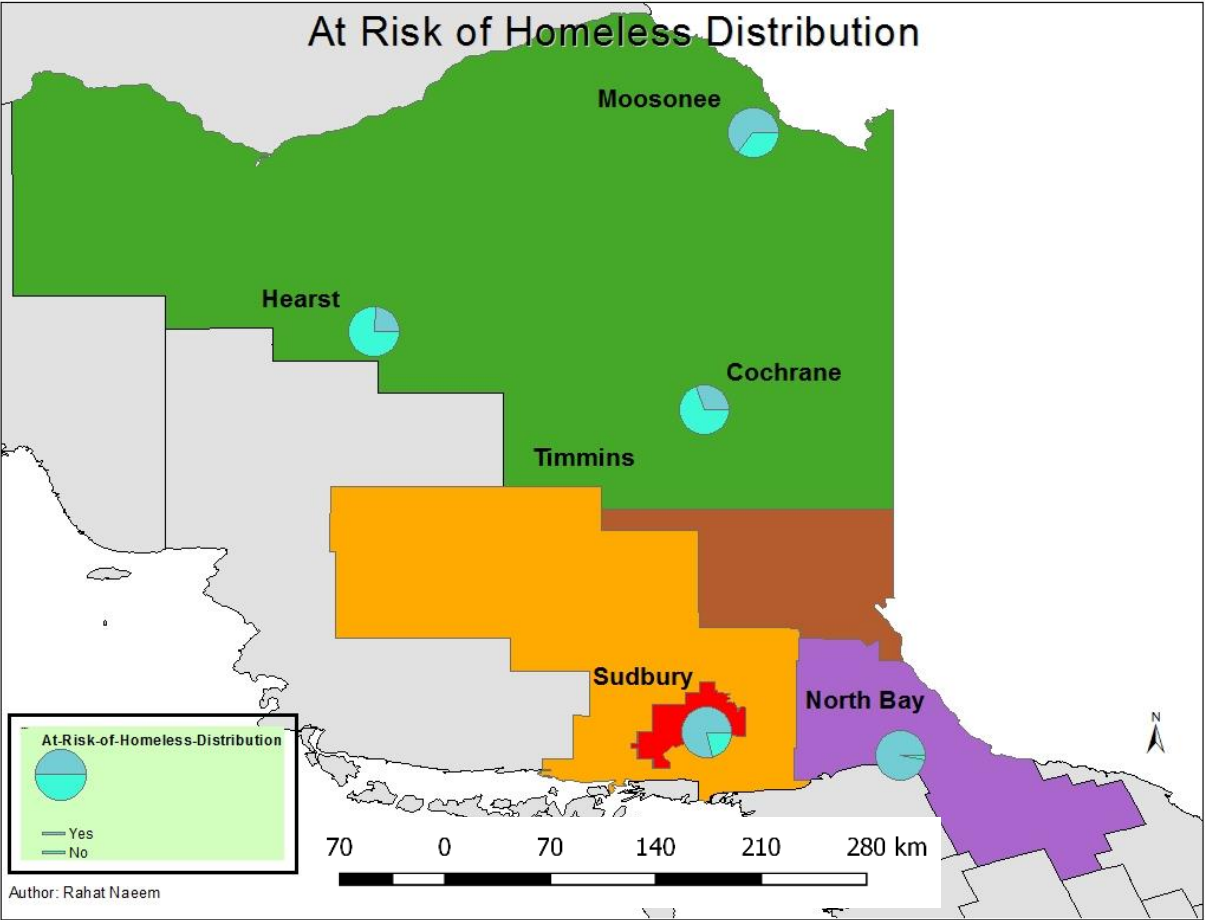 At Risk of Homeless Distribution
Moosonee
Hearst
Cochrane
Timmins
Sudbury
North Bay
N
At-Risk-of-Homeless-Distribution
Yes
No
70 0 70 140 210 280 km
Author: Rahat Naeem